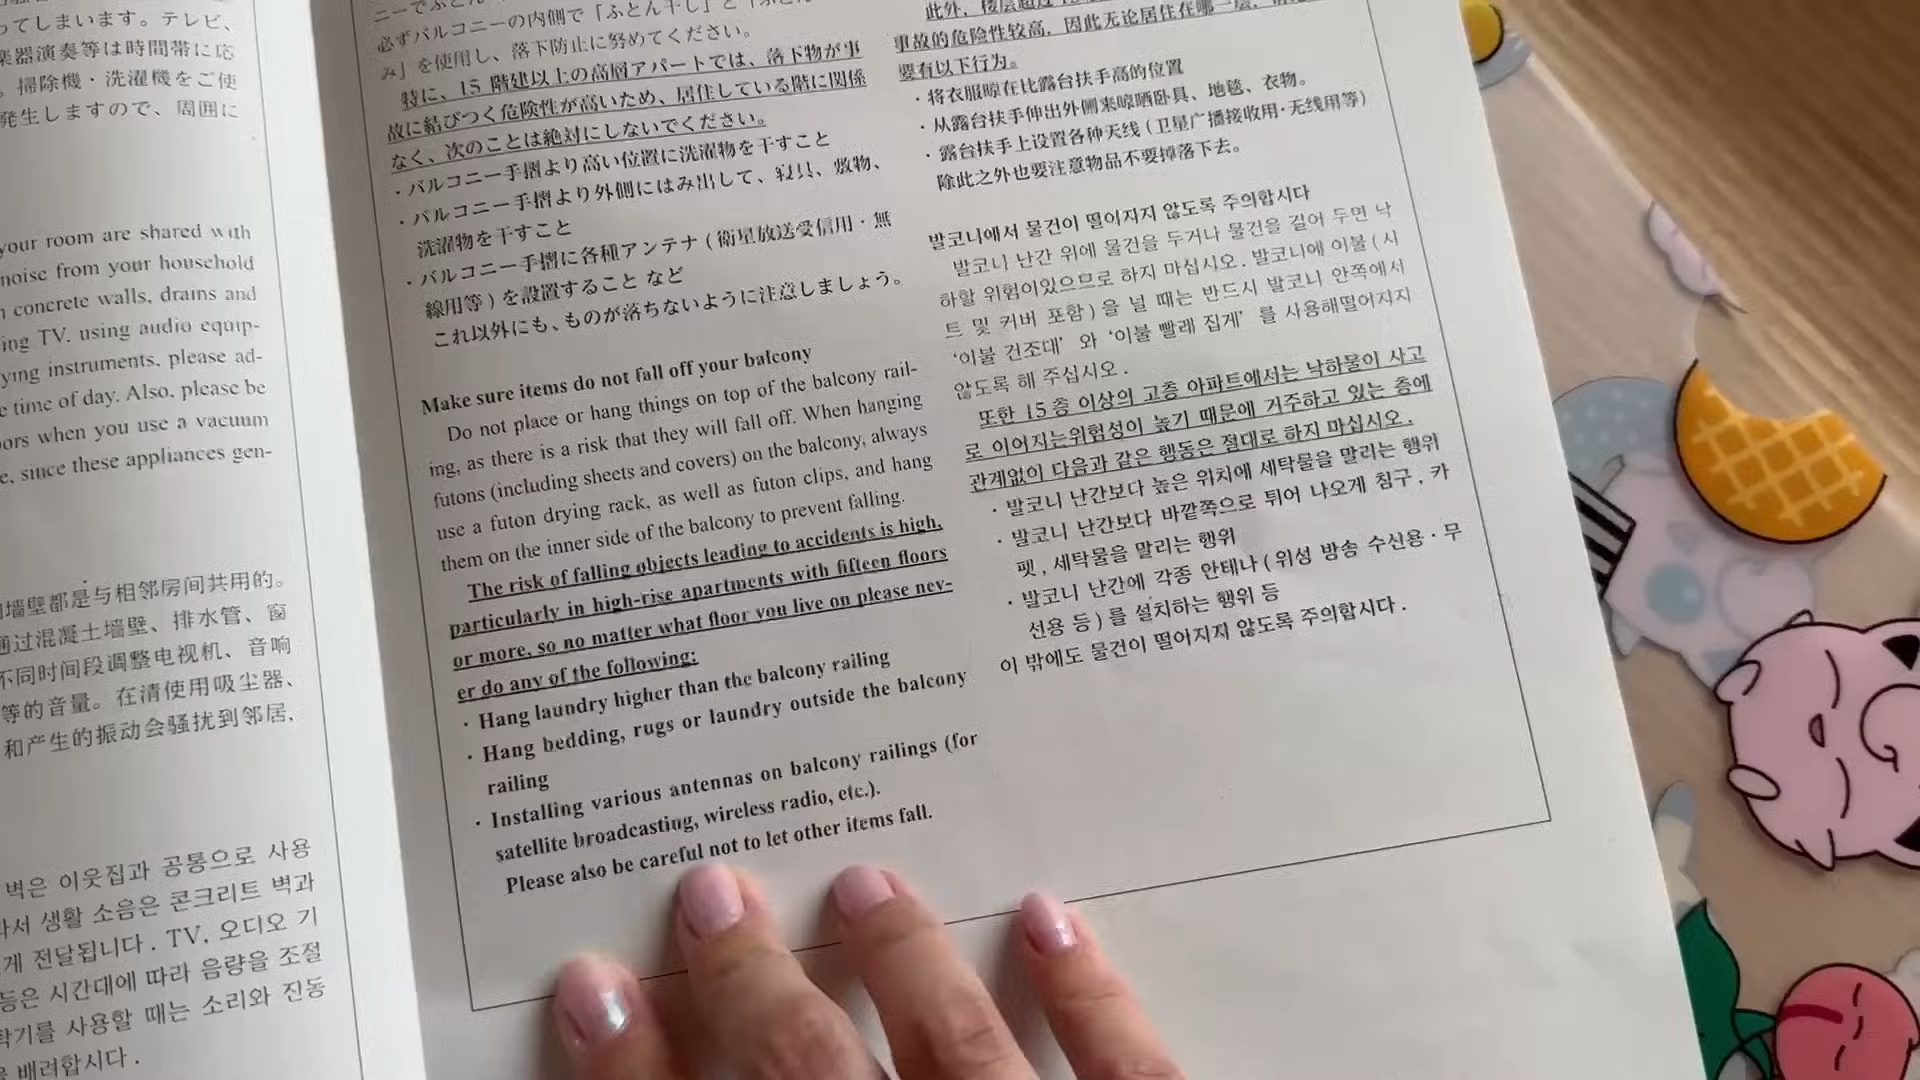 ってしまいます。テレビ、
楽器演奏等は時間帯に応
。掃除機・洗濯機をご使
発生しますので、周囲に
your room are shared with
noise from your household
concrete walls, drains and
ing TV, using audio equip-
ying instruments, please ad-
e time of day. Also, please be
ors when you use a vacuum
e, since these appliances gen-
墙壁都是与相邻房间共用的。
通过混凝土墙壁、排水管、窗
不同时间段调整电视机、音响
等的音量。在清使用吸尘器、
和产生的振动会骚扰到邻居,
벽은 이웃집과 공통으로 사용
라서 생활 소음은 콘크리트 벽과
게 전달됩니다. TV, 오디오 기
등은 시간대에 따라 음량을 조절
탁기를 사용할 때는 소리와 진동
배려합시다.
必ずバルコニーの内側で「ふとん干し」と「ふとん
み」を使用し、落下防止に努めてください。
特に、15 階建以上の高層アパートでは、落下物が事
故に結びつく危険性が高いため、居住している階に関係
なく、次のことは絶対にしないでください。
・バルコニー手摺より高い位置に洗濯物を干すこと
・バルコニー手摺より外側にはみ出して、寝具、敷物、
洗濯物を干すこと
・バルコニー手摺に各種アンテナ(衛星放送受信用・無
線用等)を設置すること など
これ以外にも、ものが落ちないように注意しましょう。
Make sure items do not fall off your balcony
Do not place or hang things on top of the balcony rail-
ing, as there is a risk that they will fall off. When hanging
futons (including sheets and covers) on the balcony, always
use a futon drying rack, as well as futon clips, and hang
them on the inner side of the balcony to prevent falling.
The risk of falling objects leading to accidents is high,
particularly in high-rise apartments with fifteen floors
or more, so no matter what floor you live on please nev-
er do any of the following:
・Hang laundry higher than the balcony railing
・Hang bedding, rugs or laundry outside the balcony
railing
・Installing various antennas on balcony railings (for
satellite broadcasting, wireless radio, etc.).
Please also be careful not to let other items fall.
事故的危险性较高，因此无论居住在哪一层，
要有以下行为。
・将衣服晾在比露台扶手高的位置
・从露台扶手伸出外侧来晾晒卧具、地毯、衣物。
・露台扶手上设置各种天线(卫星广播接收用·无线用等)
除此之外也要注意物品不要掉落下去。
발코니에서 물건이 떨어지지 않도록 주의합시다
발코니 난간 위에 물건을 두거나 물건을 걸어 두면 낙
하할 위험이있으므로 하지 마십시오. 발코니에 이불(시
트 및 커버 포함)을 널 때는 반드시 발코니 안쪽에서
‘이불 건조대’ 와 ‘이불 빨래 집게’ 를 사용해떨어지지
않도록 해 주십시오.
또한 15층 이상의 고층 아파트에서는 낙하물이 사고
로 이어지는위험성이 높기 때문에 거주하고 있는 층에
관계없이 다음과 같은 행동은 절대로 하지 마십시오.
・발코니 난간보다 높은 위치에 세탁물을 말리는 행위
・발코니 난간보다 바깥쪽으로 튀어 나오게 침구, 카
펫, 세탁물을 말리는 행위
・발코니 난간에 각종 안테나(위성 방송 수신용·무
선용 등)를 설치하는 행위 등
이 밖에도 물건이 떨어지지 않도록 주의합시다.